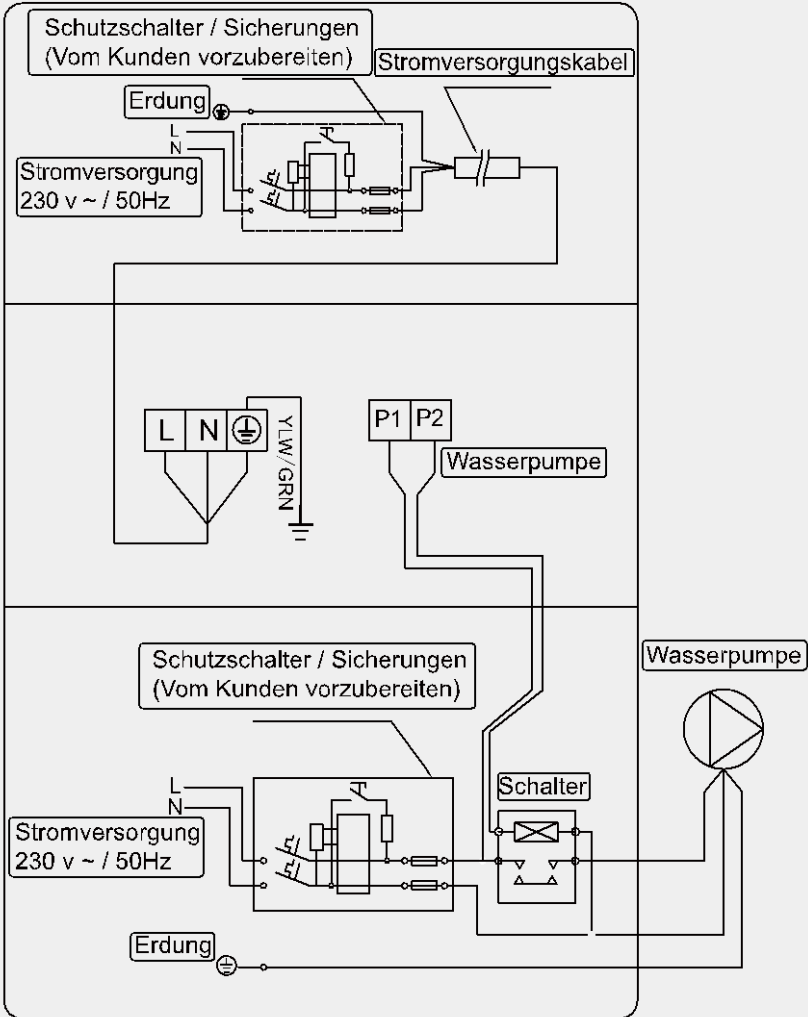 Schutzschalter / Sicherungen
(Vom Kunden vorzubereiten)
Stromversorgungskabel
Erdung
L
N
Stromversorgung
230 v ~ / 50Hz
L N
YLW/GRN
P1 P2
Wasserpumpe
Schutzschalter / Sicherungen
(Vom Kunden vorzubereiten)
Wasserpumpe
Schalter
L
N
Stromversorgung
230 v ~ / 50Hz
Erdung